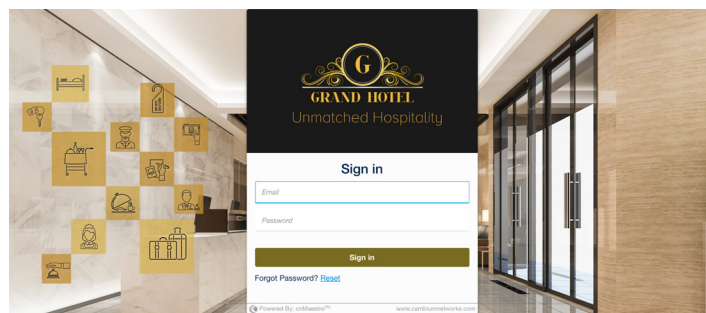 G
GRAND HOTEL
Unmatched Hospitality
Sign in
Email
Password
Sign in
Forgot Password? Reset
Powered By: cnMaestro™
www.cambiumnetworks.com